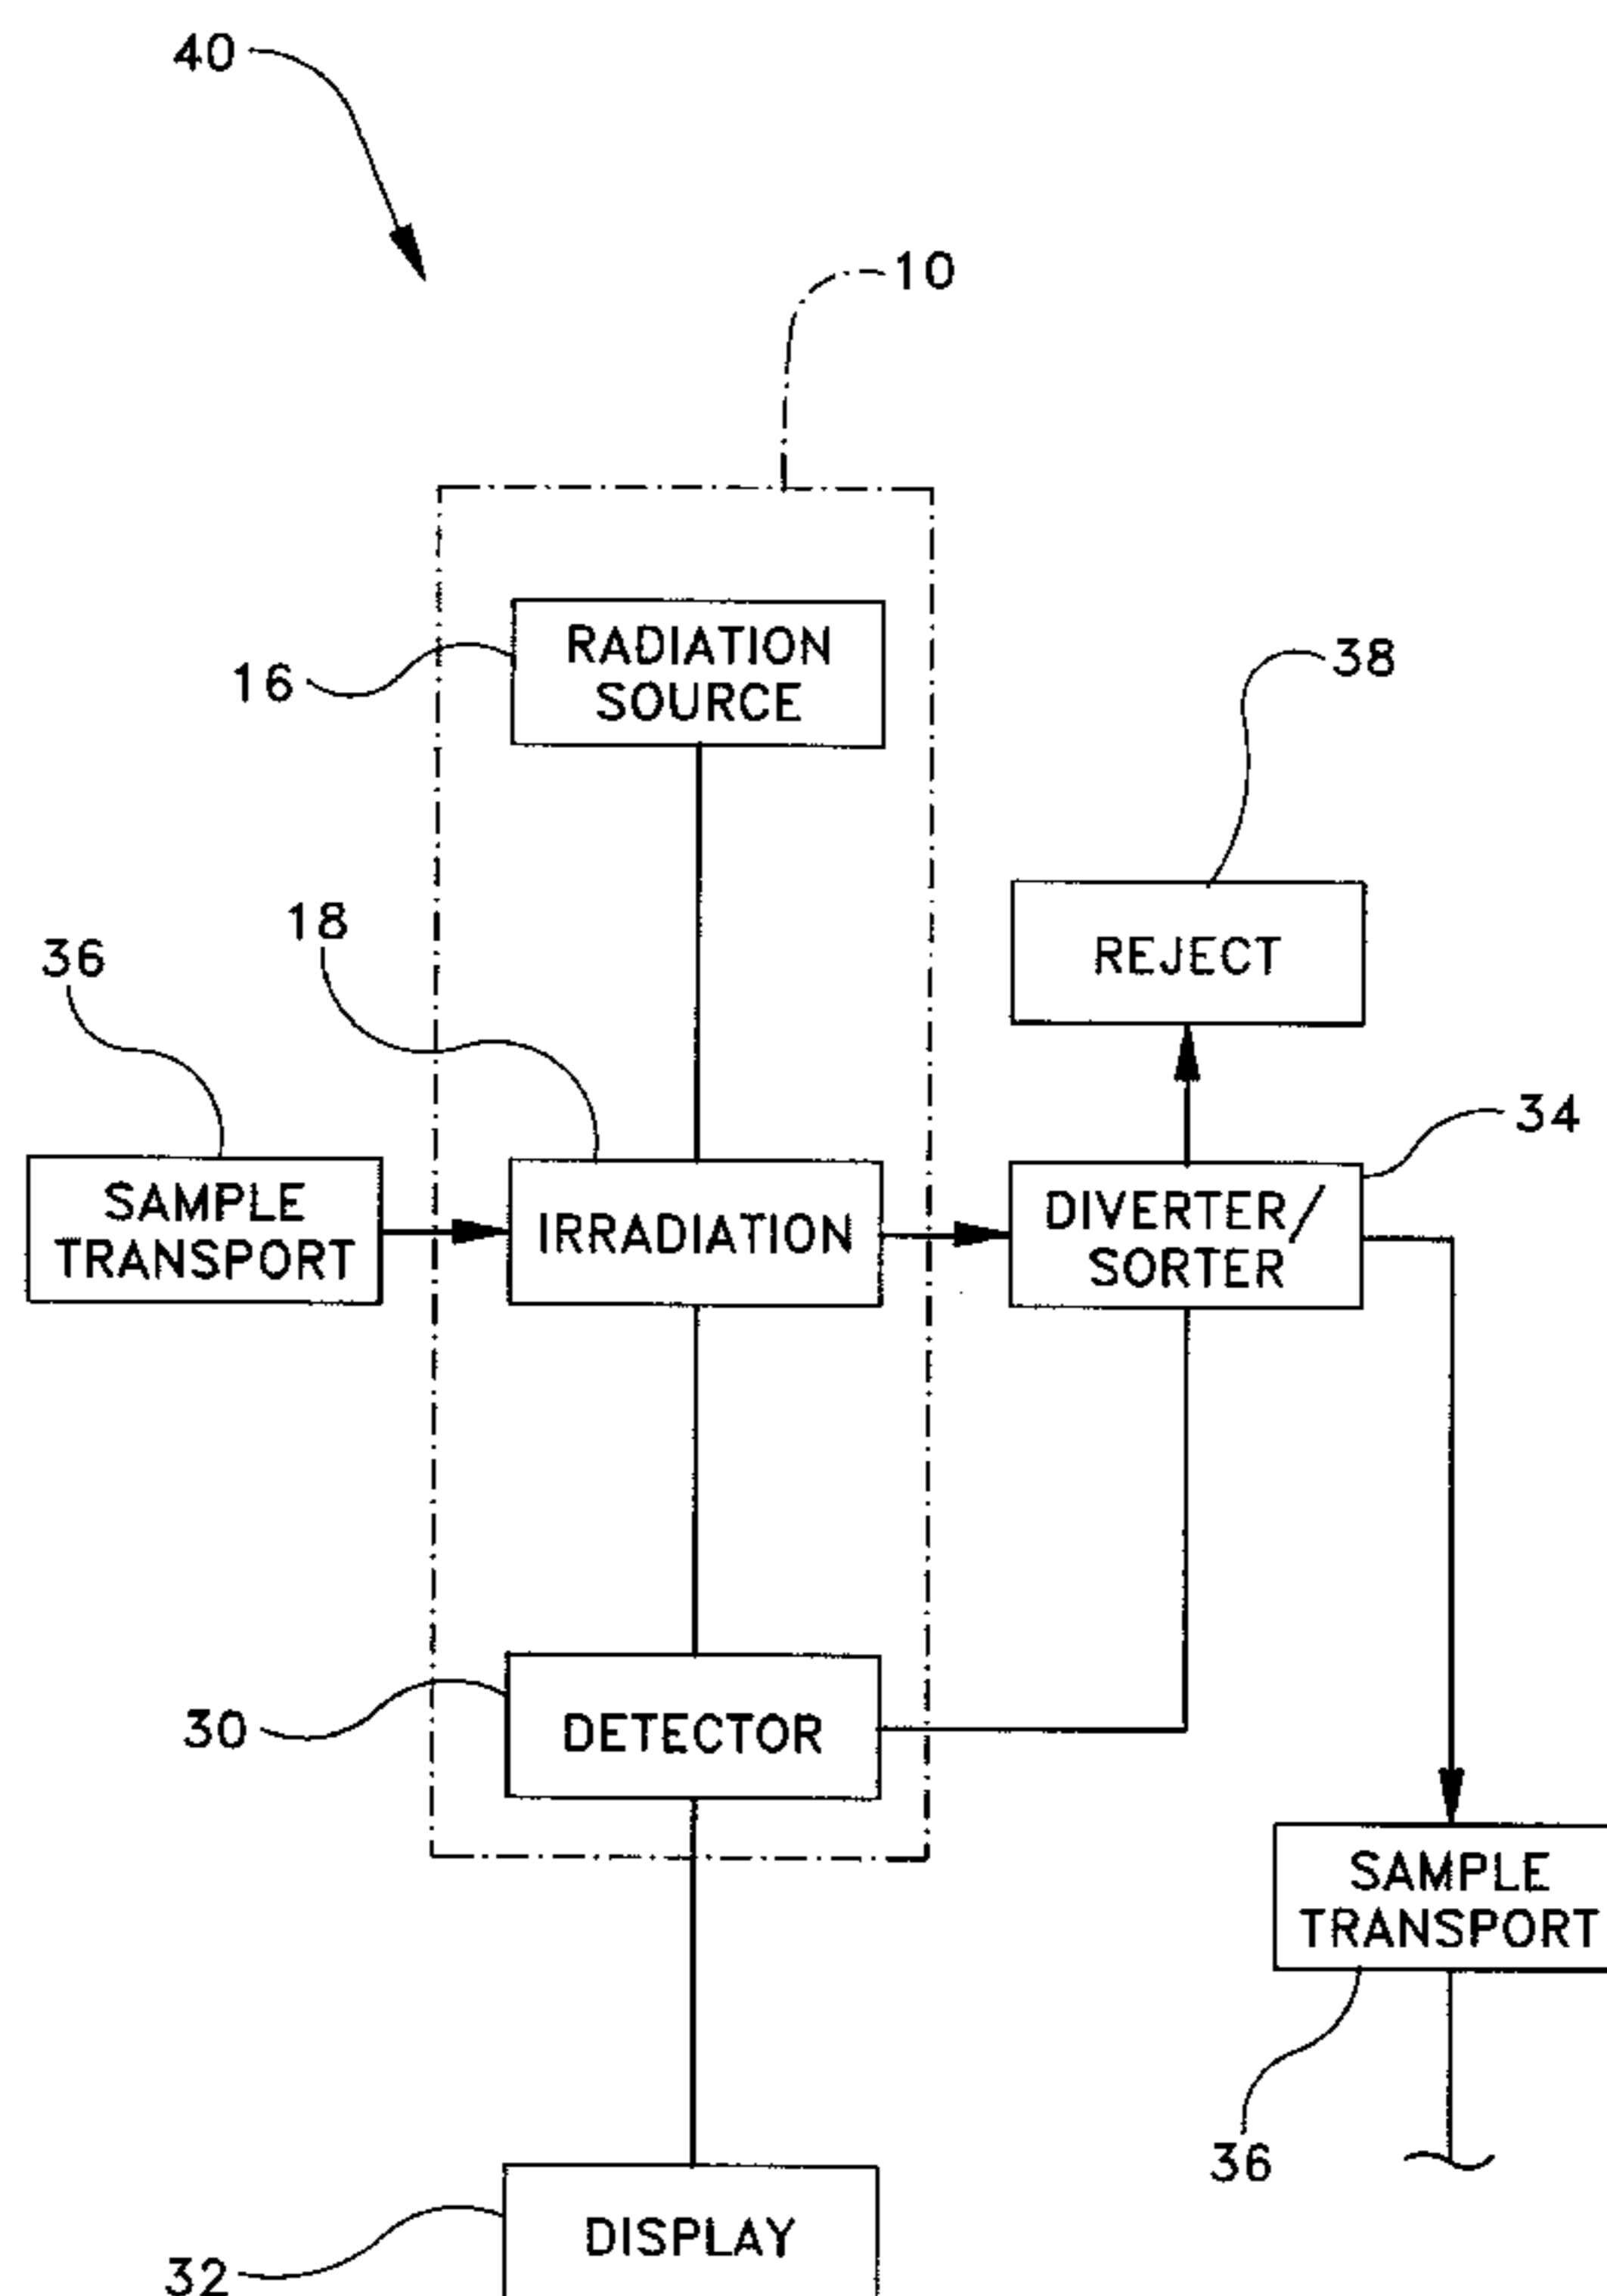 40
10
RADIATION
SOURCE
16
38
REJECT
18
36
34
SAMPLE
TRANSPORT
IRRADIATION
DIVERTER/
SORTER
30
DETECTOR
SAMPLE
TRANSPORT
36
DISPLAY
32